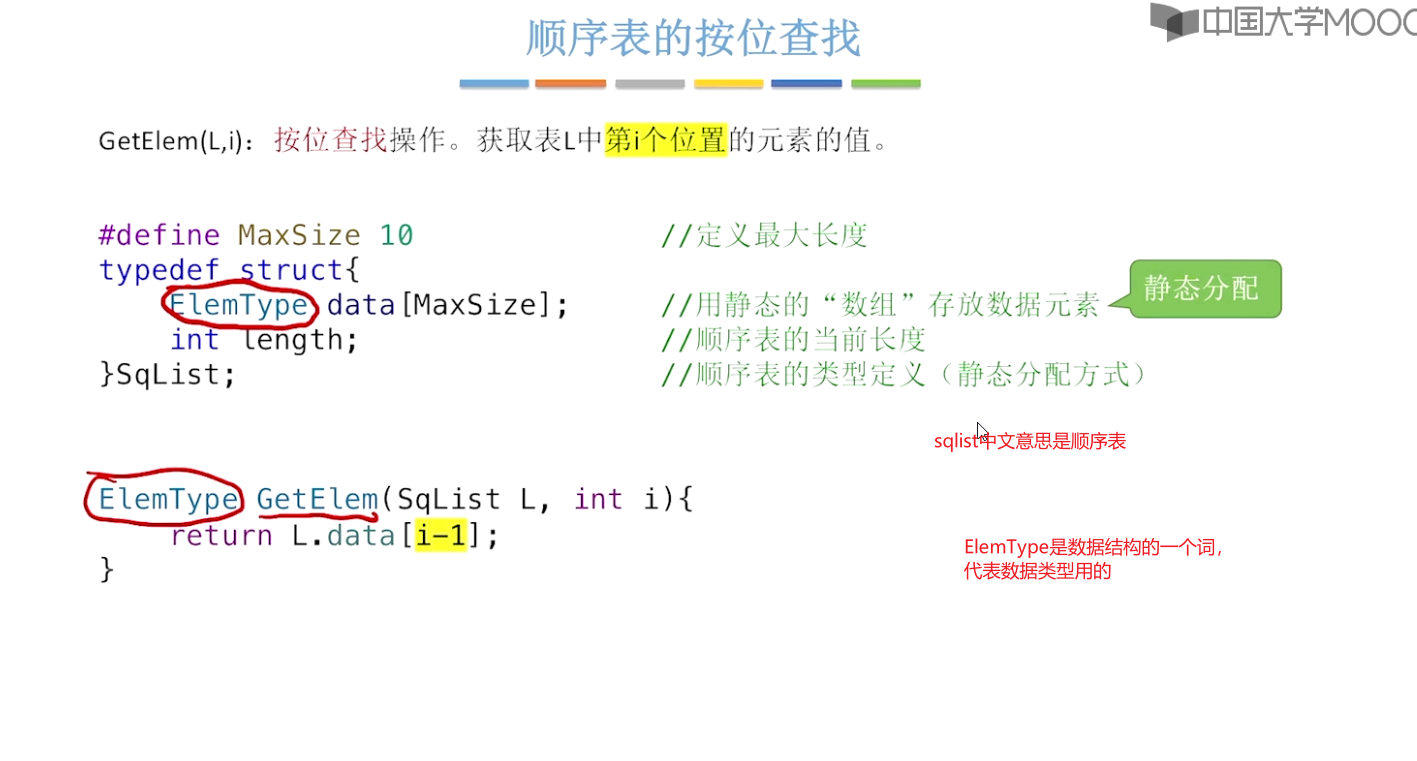 中国大学MOOC
顺序表的按位查找
GetElem(L,i)：按位查找操作。获取表L中第i个位置的元素的值。
#define MaxSize 10 //定义最大长度
typedef struct{
ElemType data[MaxSize]; //用静态的“数组”存放数据元素
静态分配
int length; //顺序表的当前长度
}SqList; //顺序表的类型定义（静态分配方式）
sqlist中文意思是顺序表
ElemType GetElem(SqList L, int i){
return L.data[i-1];
}
ElemType是数据结构的一个词，
代表数据类型用的